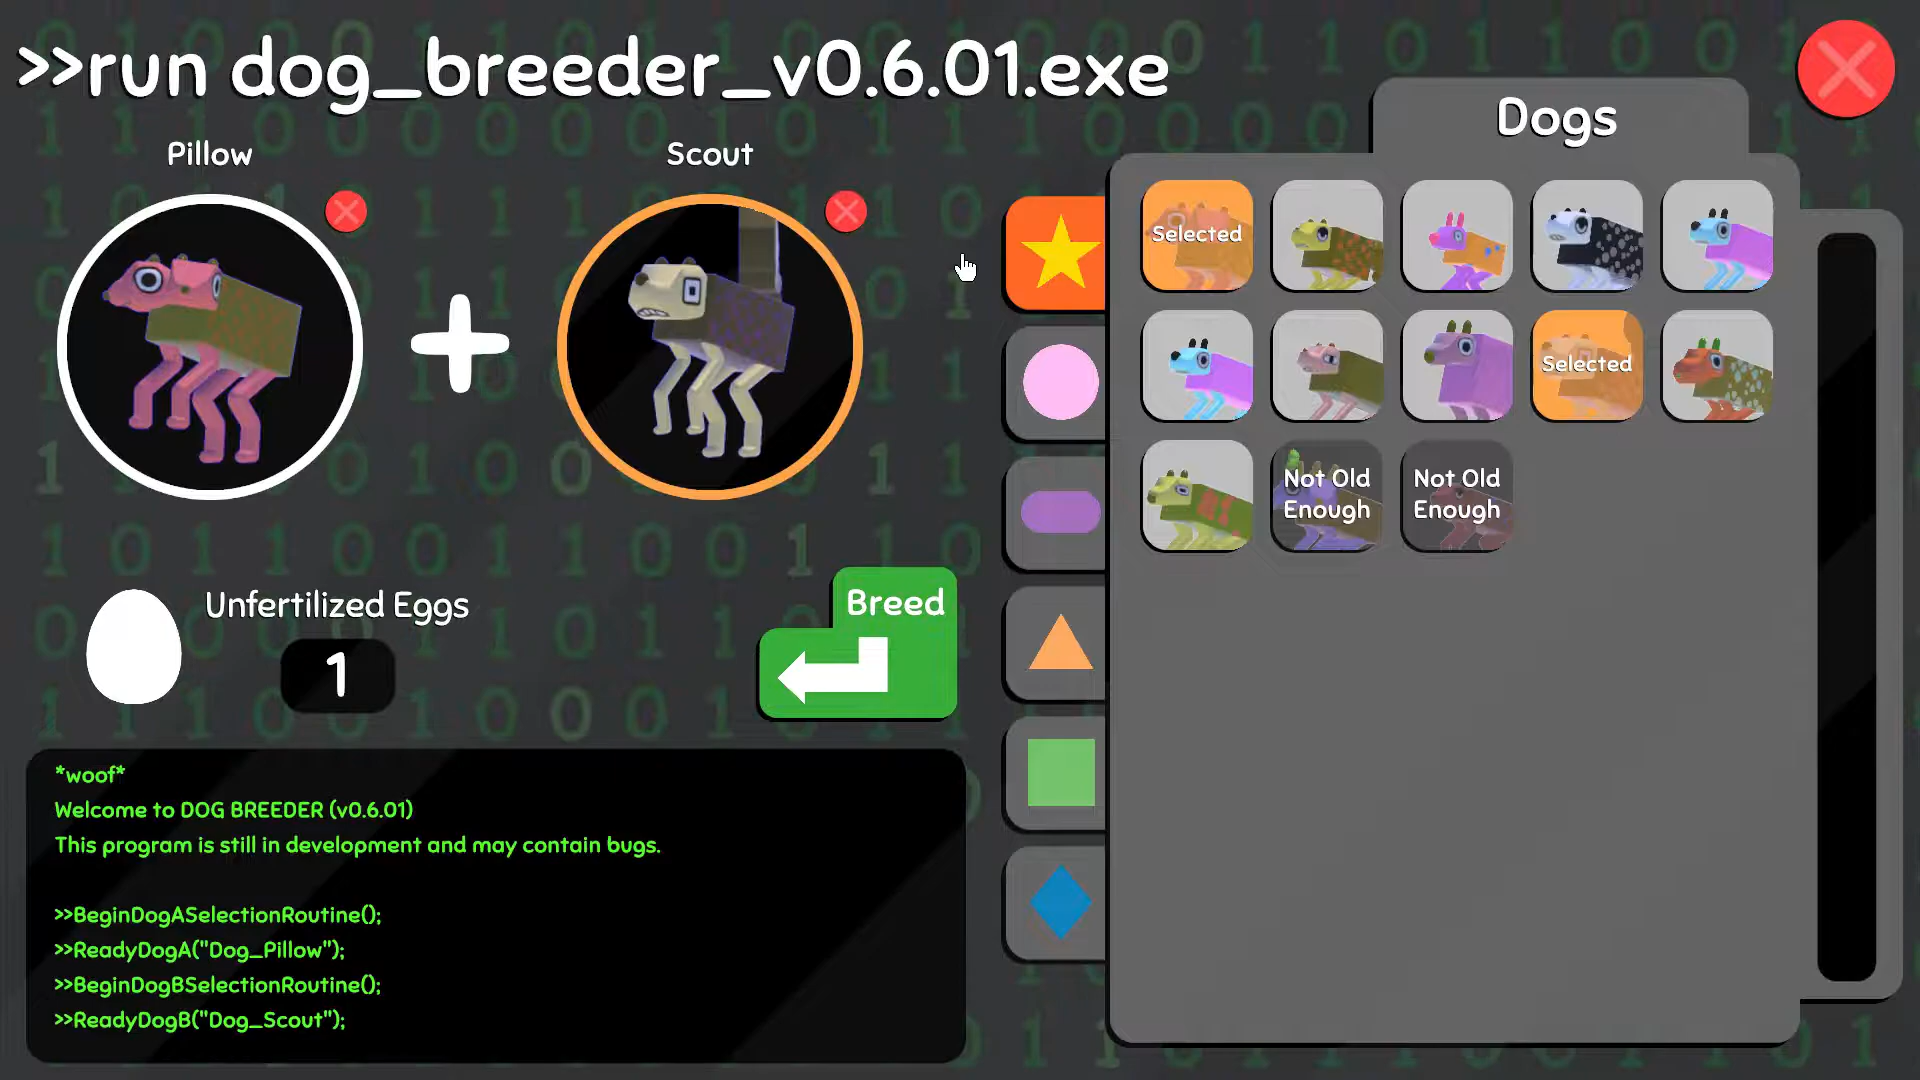 >>run dog_breeder_v0.6.01.exe
Pillow
Scout
Dogs
Selected
Selected
Not Old
Enough
Not Old
Enough
Unfertilized Eggs
1
Breed
*woof*
Welcome to DOG BREEDER (v0.6.01)
This program is still in development and may contain bugs.
>>BeginDogASelectionRoutine();
>>ReadyDogA("Dog_Pillow");
>>BeginDogBSelectionRoutine();
>>ReadyDogB("Dog_Scout");